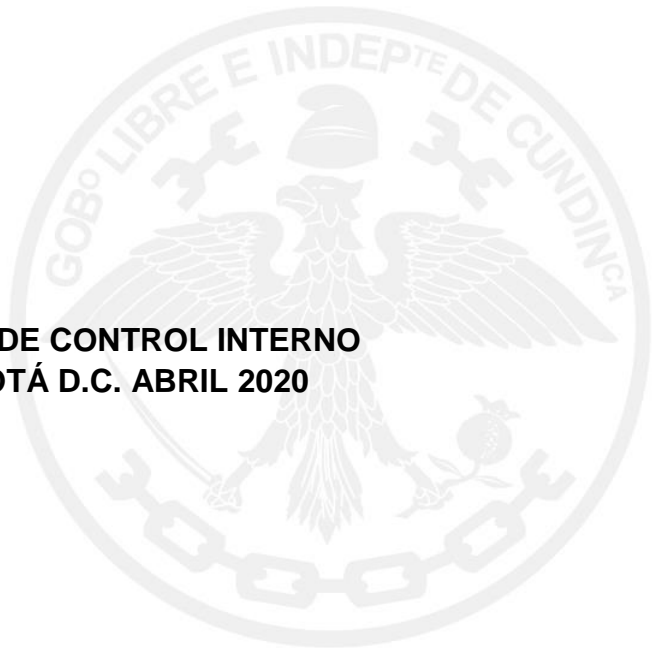 GOBº LIBRE E INDEPTE DE CUNDINCA
DE CONTROL INTERNO
OTÁ D.C. ABRIL 2020